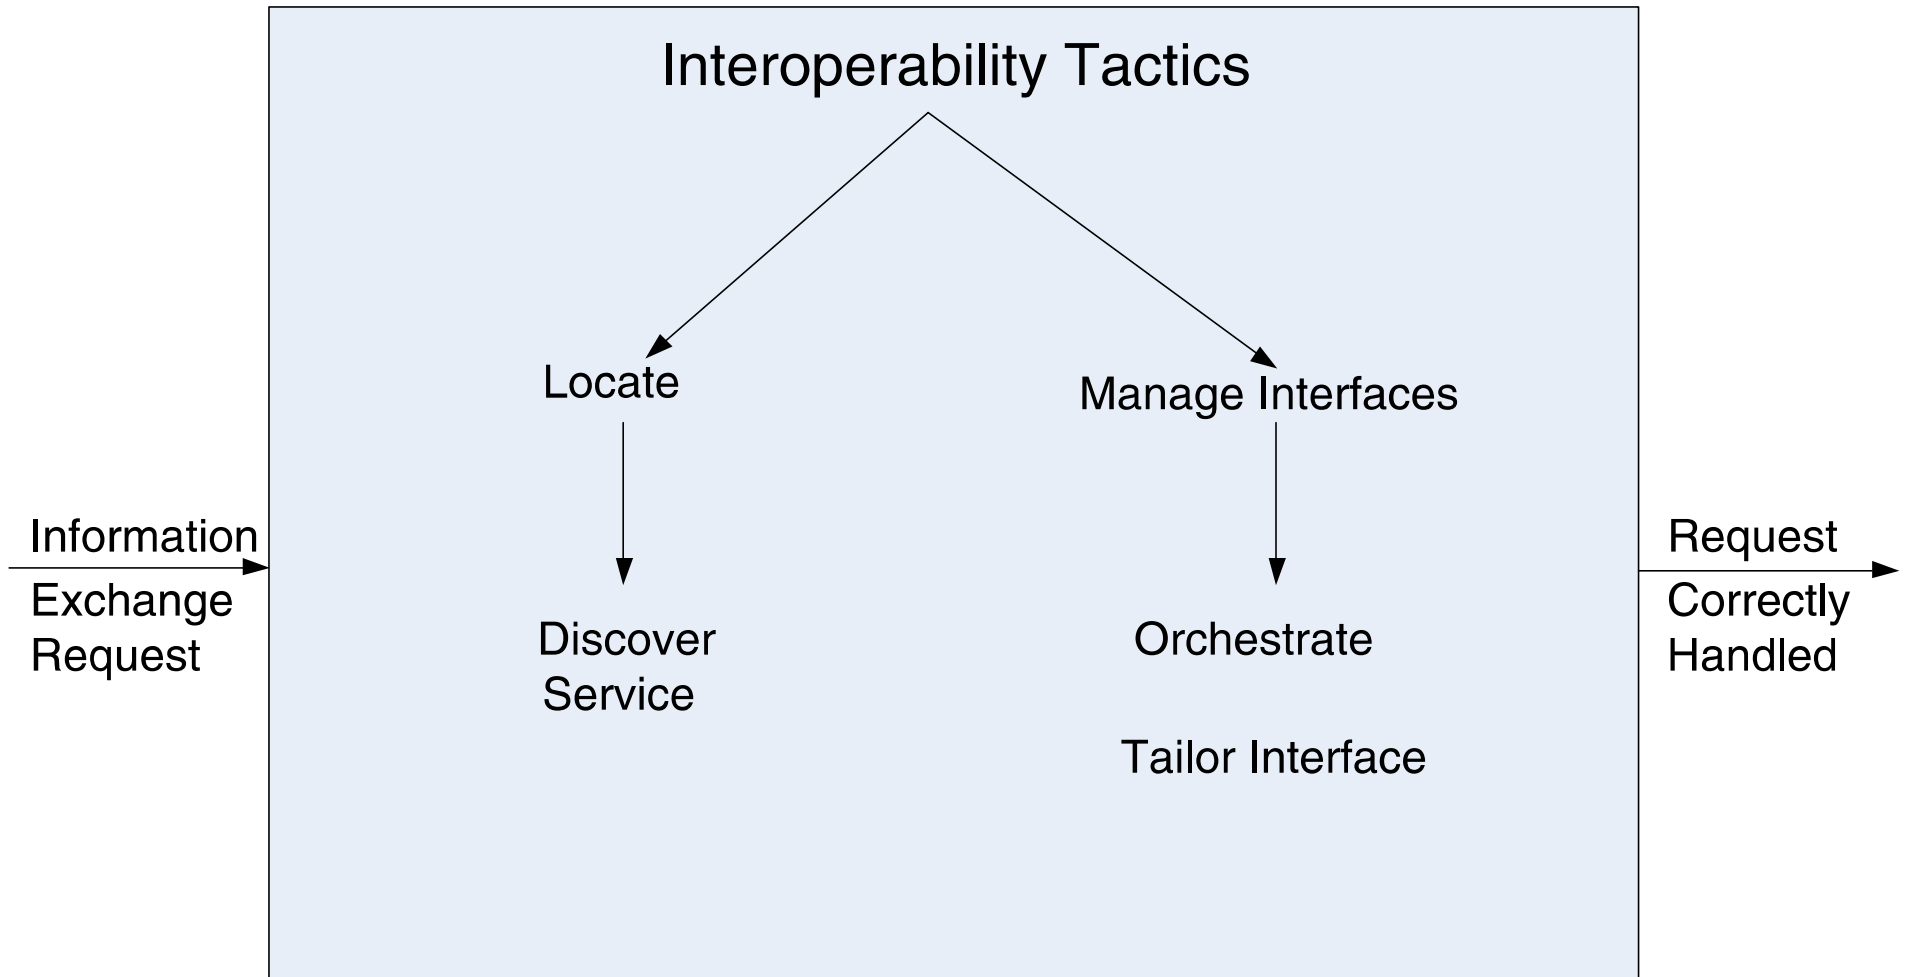 Interoperability Tactics
Locate
Manage Interfaces
Information
Exchange
Request
Discover
Service
Orchestrate
Tailor Interface
Request
Correctly
Handled